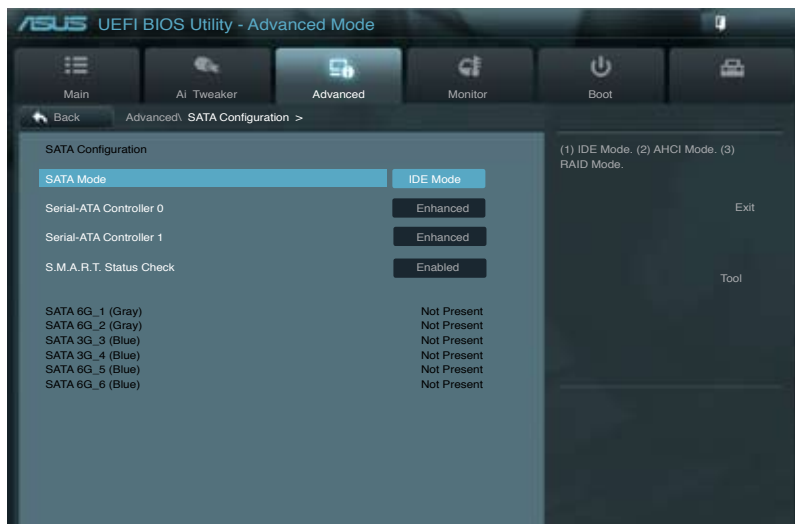 ASUS UEFI BIOS Utility - Advanced Mode
Exit
Main Ai Tweaker Advanced Monitor Boot Tool
Back Advanced\ SATA Configuration >
SATA Configuration
SATA Mode IDE Mode
Serial-ATA Controller 0 Enhanced
Serial-ATA Controller 1 Enhanced
S.M.A.R.T. Status Check Enabled
SATA 6G_1 (Gray) Not Present
SATA 6G_2 (Gray) Not Present
SATA 3G_3 (Blue) Not Present
SATA 3G_4 (Blue) Not Present
SATA 6G_5 (Blue) Not Present
SATA 6G_6 (Blue) Not Present
(1) IDE Mode. (2) AHCI Mode. (3)
RAID Mode.